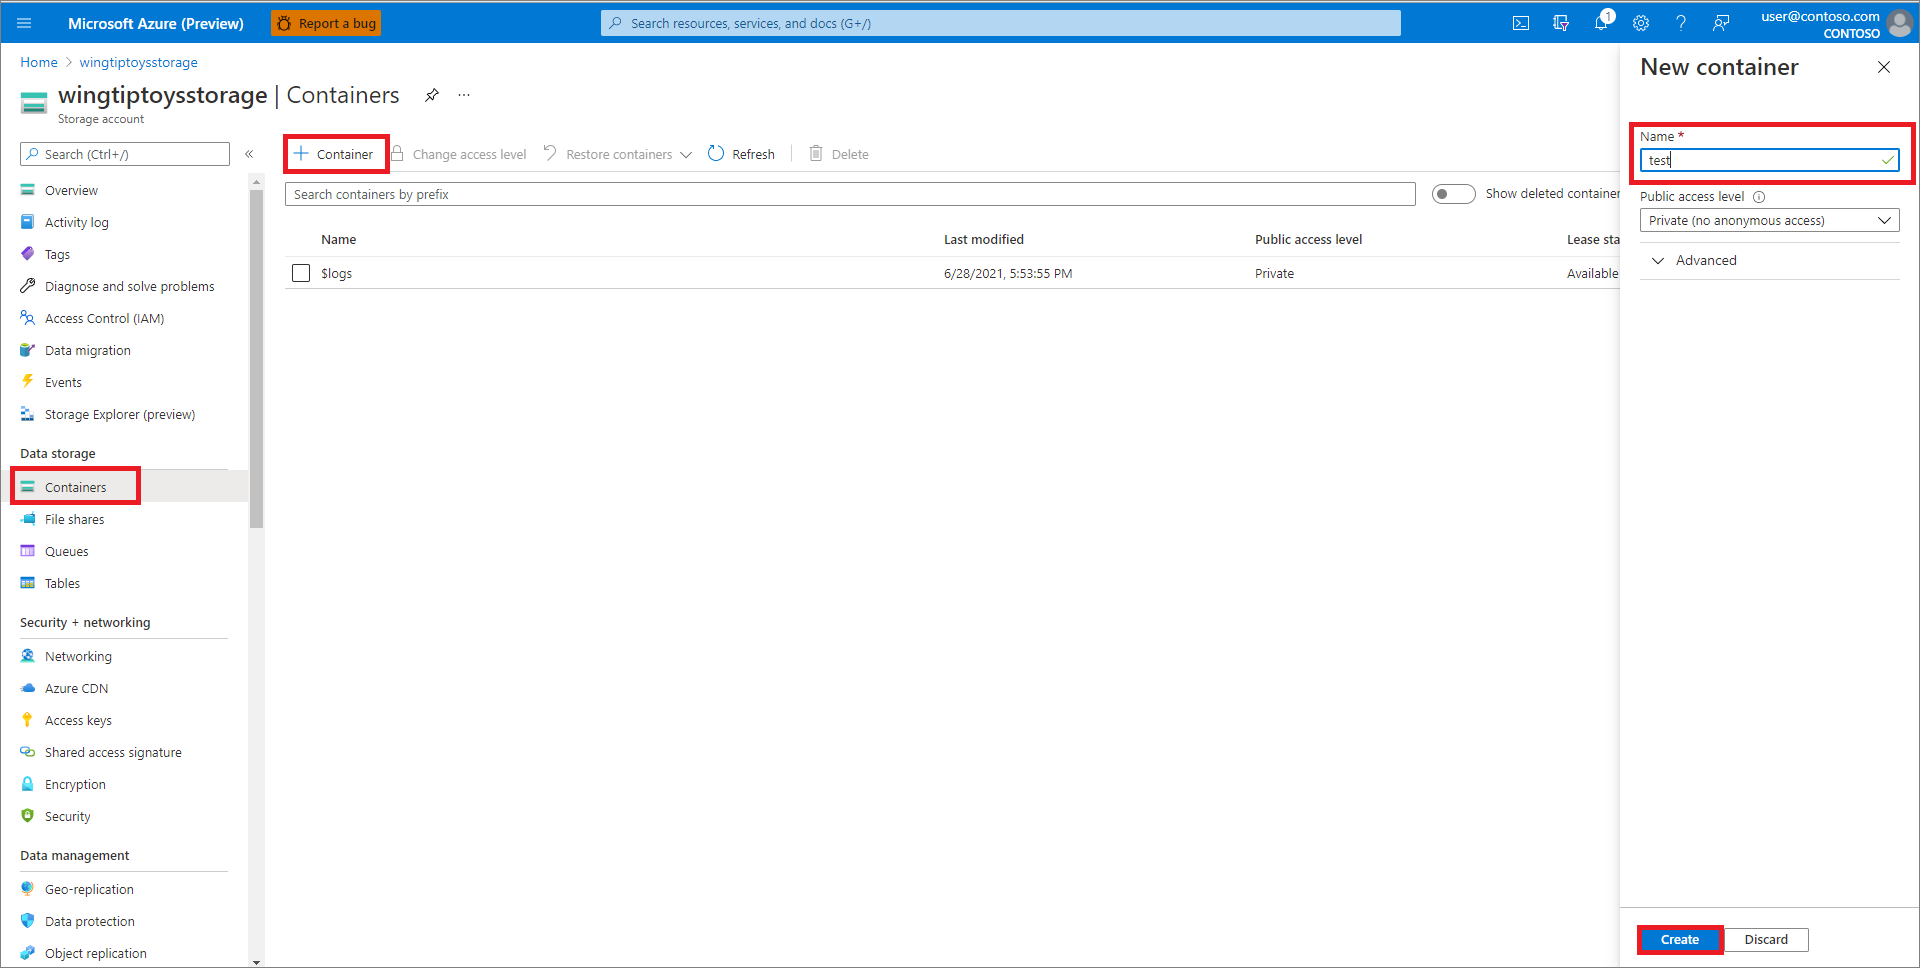 Microsoft Azure (Preview)
Report a bug
Search resources, services, and docs (G+/)
1
user@contoso.com
CONTOSO
Home > wingtiptoysstorage
wingtiptoysstorage | Containers
Storage account
Search (Ctrl+/)
Overview
Activity log
Tags
Diagnose and solve problems
Access Control (IAM)
Data migration
Events
Storage Explorer (preview)
Data storage
Containers
File shares
Queues
Tables
Security + networking
Networking
Azure CDN
Access keys
Shared access signature
Encryption
Security
Data management
Geo-replication
Data protection
Object replication
Container
Change access level
Restore containers
Refresh
Delete
Search containers by prefix
Show deleted container
Name
Last modified
Public access level
Lease sta
$logs
6/28/2021, 5:53:55 PM
Private
Available
New container
Name *
test
Public access level
Private (no anonymous access)
Advanced
Create
Discard